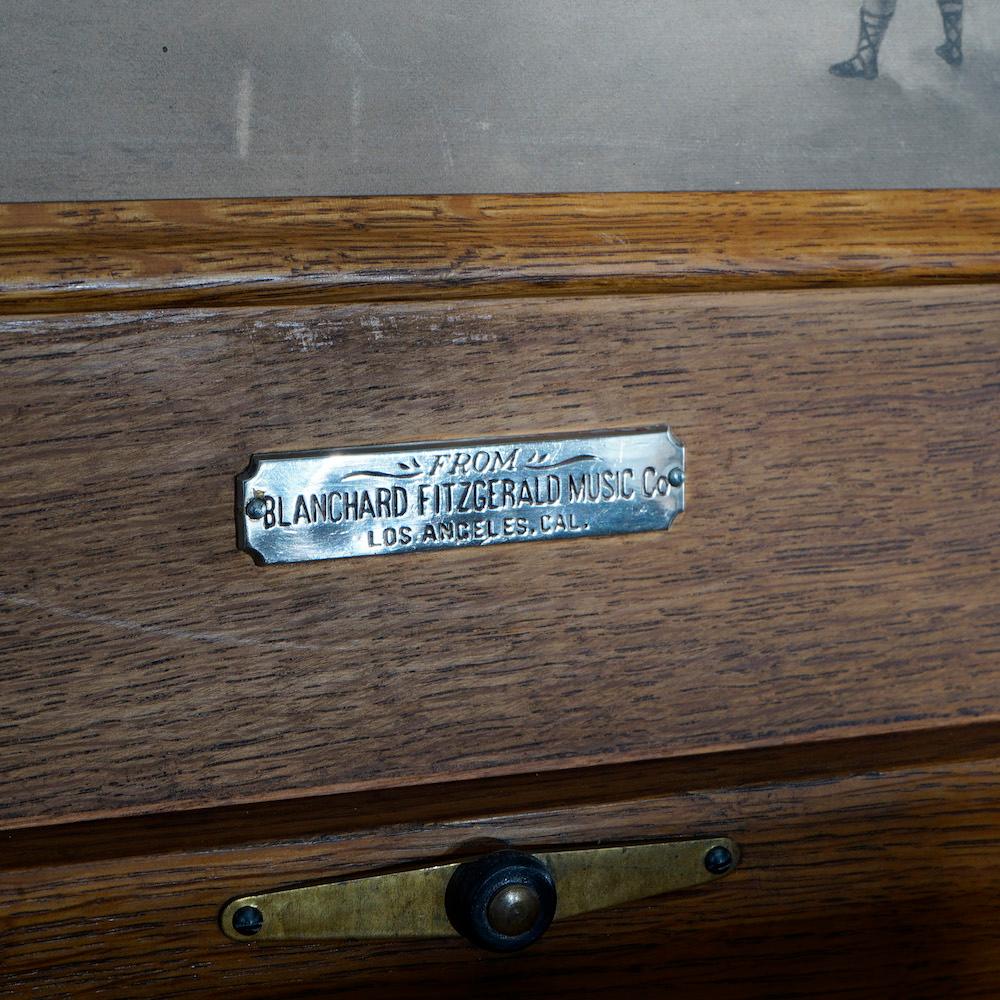 FROM
BLANCHARD FITZGERALD MUSIC Co
LOS ANGELES, CAL.